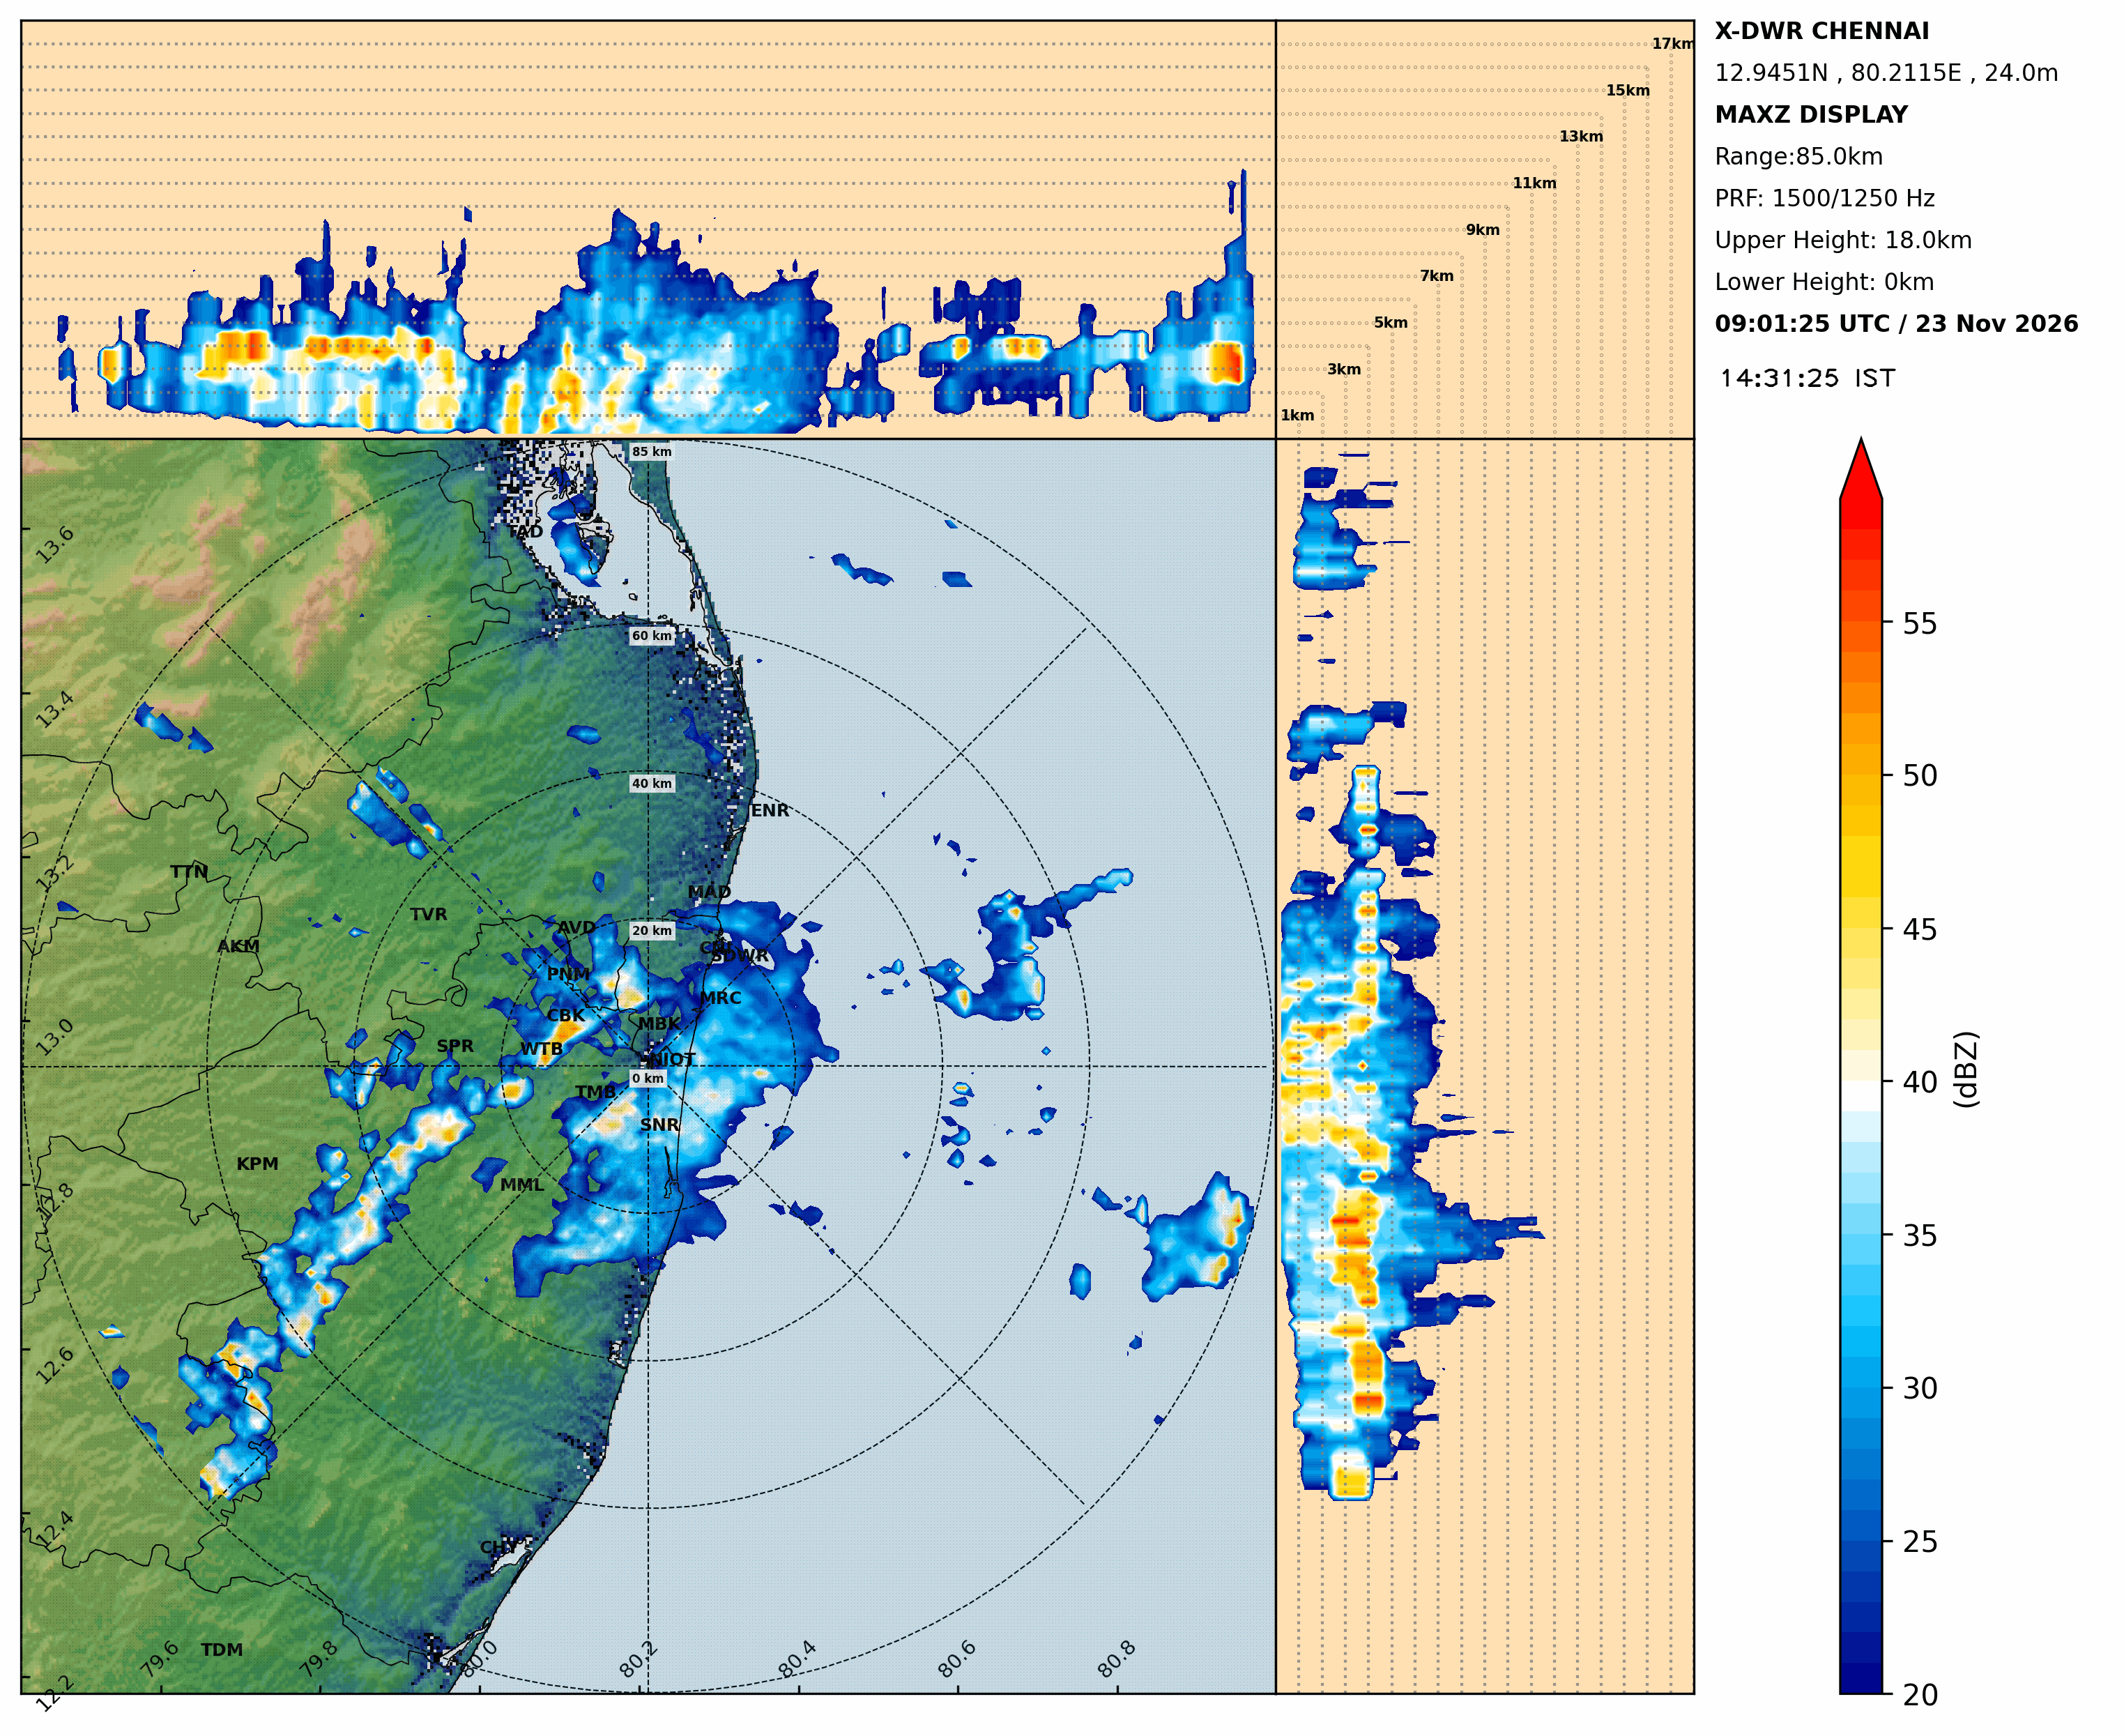 17km
15km
13km
11km
9km
7km
5km
3km
1km
X-DWR CHENNAI
12.9451N , 80.2115E , 24.0m
MAXZ DISPLAY
Range:85.0km
PRF: 1500/1250 Hz
Upper Height: 18.0km
Lower Height: 0km
09:01:25 UTC / 23 Nov 2026
14:31:25 IST
85 km
60 km
40 km
20 km
0 km
TAD
ENR
TTN
MAD
TVR
AVD
AKM
SDWR
PNM
MRC
CBK
MBK
SPR
WTB
NIOT
TMB
SNR
KPM
MML
CHY
TDM
13.6
13.4
13.2
13.0
12.8
12.6
12.4
12.2
79.6
79.8
80.0
80.2
80.4
80.6
80.8
55
50
45
40
35
30
25
20
(dBZ)